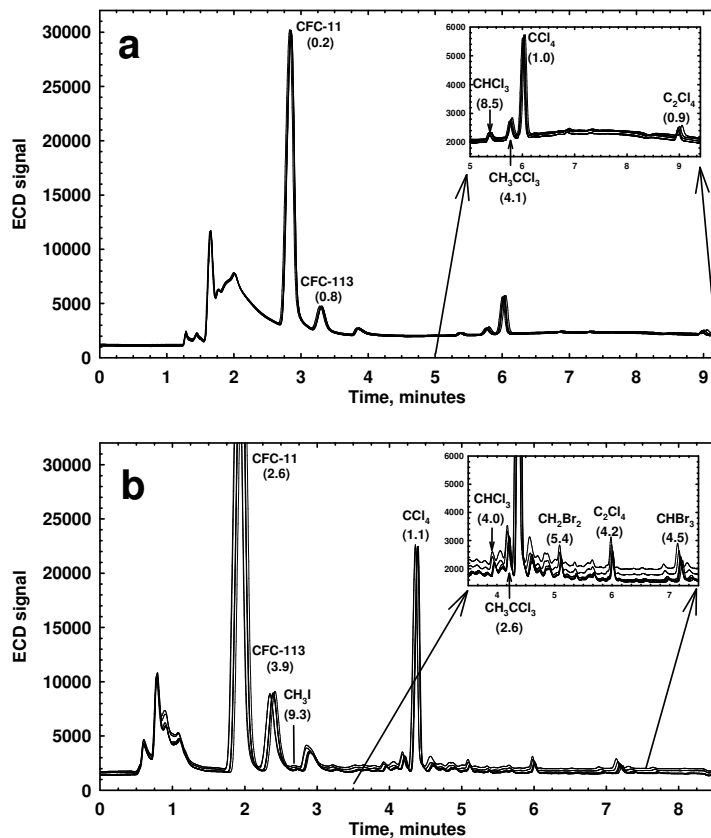 a
CFC-11
(0.2)
CFC-113
(0.8)
ECD signal
30000
25000
20000
15000
10000
5000
0
0 1 2 3 4 5 6 7 8 9
Time, minutes
6000
5000
4000
3000
2000
CCl4
(1.0)
CHCl3
(8.5)
C2Cl4
(0.9)
5 6 7 8 9
CH3CCl3
(4.1)
b
CFC-11
(2.6)
CCl4
(1.1)
CFC-113
(3.9)
CH3I
(9.3)
ECD signal
30000
25000
20000
15000
10000
5000
0
0 1 2 3 4 5 6 7 8
Time, minutes
6000
5000
4000
3000
2000
CHCl3
(4.0)
CH2Br2
(5.4)
C2Cl4
(4.2)
CHBr3
(4.5)
4 5 6 7
CH3CCl3
(2.6)